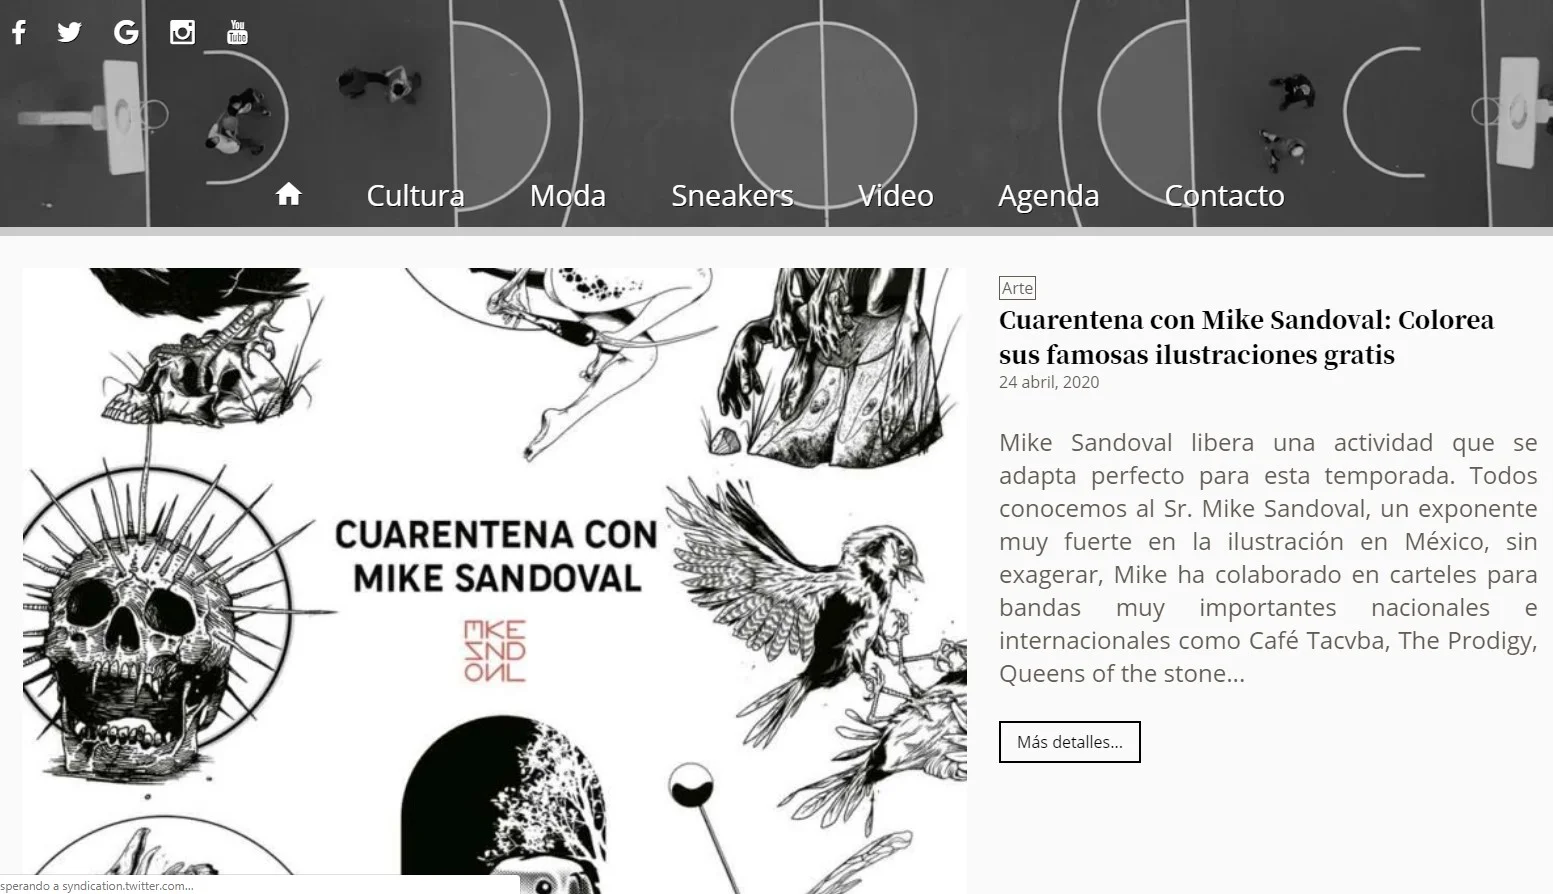 You
Tube
Cultura Moda Sneakers Video Agenda Contacto
Arte
Cuarentena con Mike Sandoval: Colorea
sus famosas ilustraciones gratis
24 abril, 2020
Mike Sandoval libera una actividad que se
adapta perfecto para esta temporada. Todos
conocemos al Sr. Mike Sandoval, un exponente
muy fuerte en la ilustración en México, sin
exagerar, Mike ha colaborado en carteles para
bandas muy importantes nacionales e
internacionales como Café Tacvba, The Prodigy,
Queens of the stone...
Más detalles...
CUARENTENA CON
MIKE SANDOVAL
MKE
SND
OVL
sperando a syndication.twitter.com...